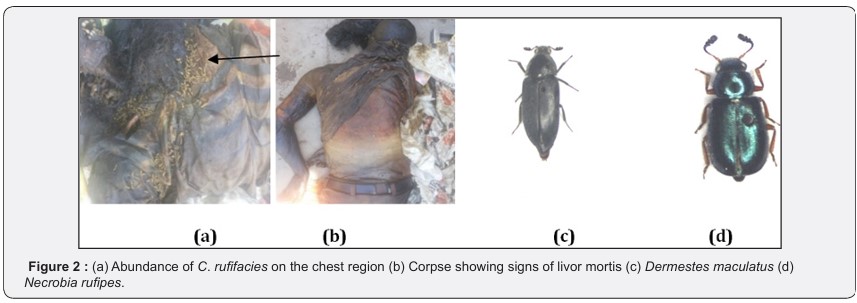 (a) (b) (c) (d)
Figure 2 : (a) Abundance of C. rufifacies on the chest region (b) Corpse showing signs of livor mortis (c) Dermestes maculatus (d)
Necrobia rufipes.